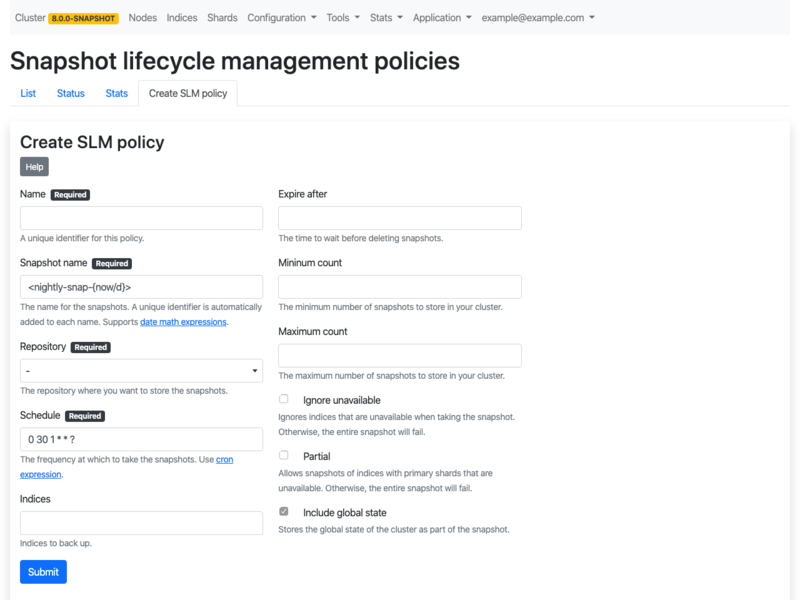 Cluster 8.0.0-SNAPSHOT Nodes Indices Shards Configuration Tools Stats Application example@example.com
Snapshot lifecycle management policies
List Status Stats Create SLM policy
Create SLM policy
Help
Name Required
A unique identifier for this policy.
Snapshot name Required
<nightly-snap-{now/d}>
The name for the snapshots. A unique identifier is automatically
added to each name. Supports date math expressions.
Repository Required
-
The repository where you want to store the snapshots.
Schedule Required
0 30 1 * * ?
The frequency at which to take the snapshots. Use cron
expression.
Indices
Indices to back up.
Submit
Expire after
The time to wait before deleting snapshots.
Mininum count
The minimum number of snapshots to store in your cluster.
Maximum count
The maximum number of snapshots to store in your cluster.
Ignore unavailable
Ignores indices that are unavailable when taking the snapshot.
Otherwise, the entire snapshot will fail.
Partial
Allows snapshots of indices with primary shards that are
unavailable. Otherwise, the entire snapshot will fail.
Include global state
Stores the global state of the cluster as part of the snapshot.